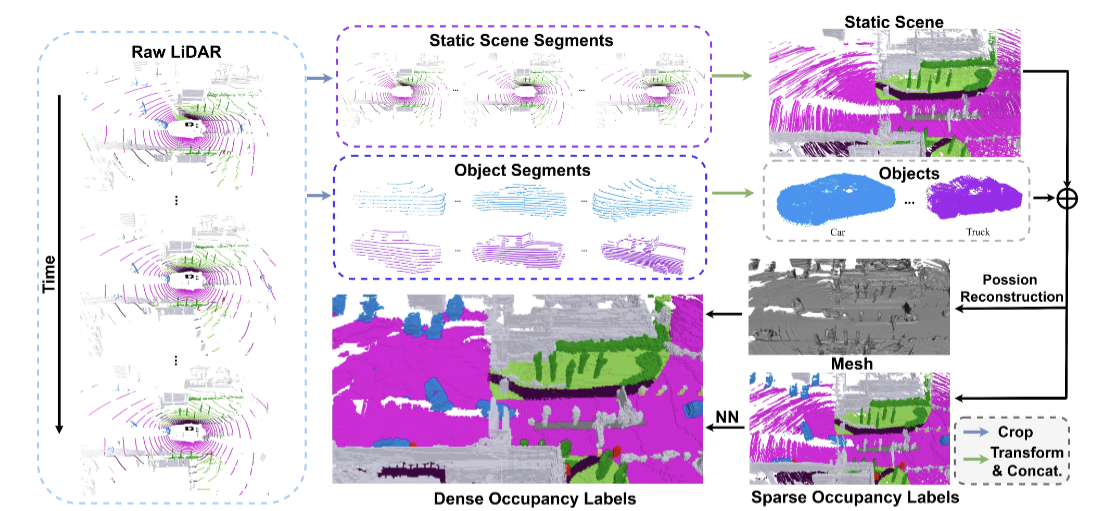 Raw LiDAR
Time
...
...
Static Scene Segments
...
...
Object Segments
...
...
...
...
Static Scene
Objects
...
Car
Truck
Possion
Reconstruction
Mesh
NN
Dense Occupancy Labels
Sparse Occupancy Labels
Crop
Transform
& Concat.